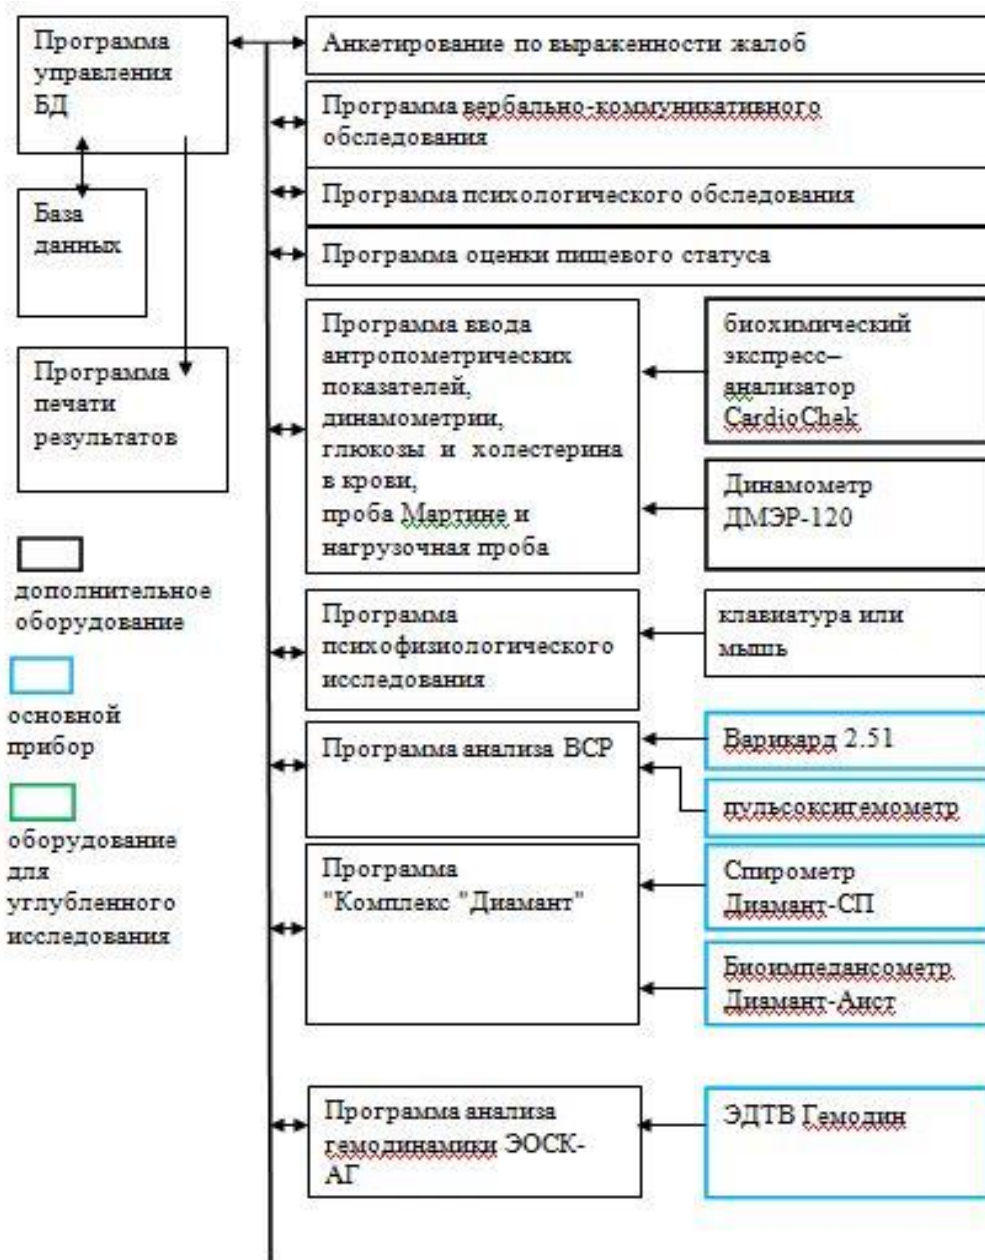 Программа
управления
БД
База
данных
Программа
печати
результатов
дополнительное
оборудование
основной
прибор
оборудование
для
углубленного
исследования
Анкетирование по выраженности жалоб
Программа вербально-коммуникативного
обследования
Программа психологического обследования
Программа оценки пищевого статуса
Программа ввода
антропометрических
показателей,
динамометрии,
глюкозы и холестерина
в крови,
проба Мартине и
нагрузочная проба
биохимический
экспресс–
анализатор
CardioChek
Динамометр
ДМЭР-120
Программа
психофизиологического
исследования
клавиатура или
мышь
Программа анализа ВСР
Варикард 2.51
пульсоксигемометр
Программа
"Комплекс "Диамант"
Спирометр
Диамант-СП
Биоимпедансометр
Диамант-Аист
Программа анализа
гемодинамики ЭОСК-
АГ
ЭДТВ Гемодин